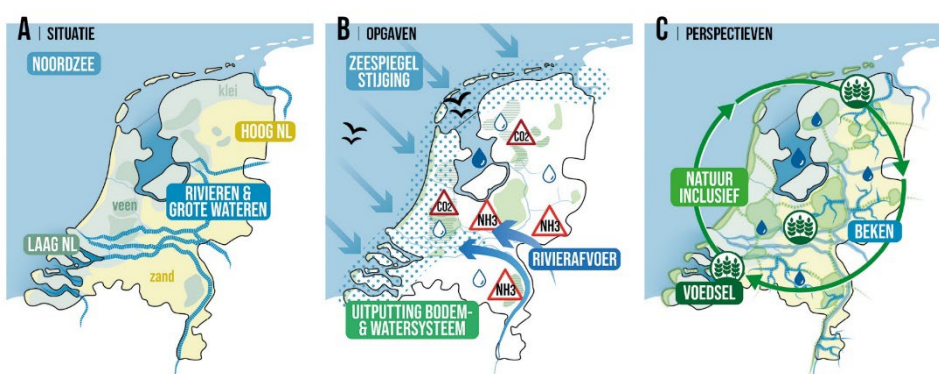 A | SITUATIE
NOORDZEE
klei
HOOG NL
RIVIEREN &
GROTE WATEREN
veen
LAAG NL
zand
B | OPGAVEN
ZEESPIEGEL
STIJGING
CO2
CO2
NH3
NH3
RIVIERAFVOER
NH3
UITPUTTING BODEM-
& WATERSYSTEEM
C | PERSPECTIEVEN
NATUUR
INCLUSIEF
BEKEN
VOEDSEL